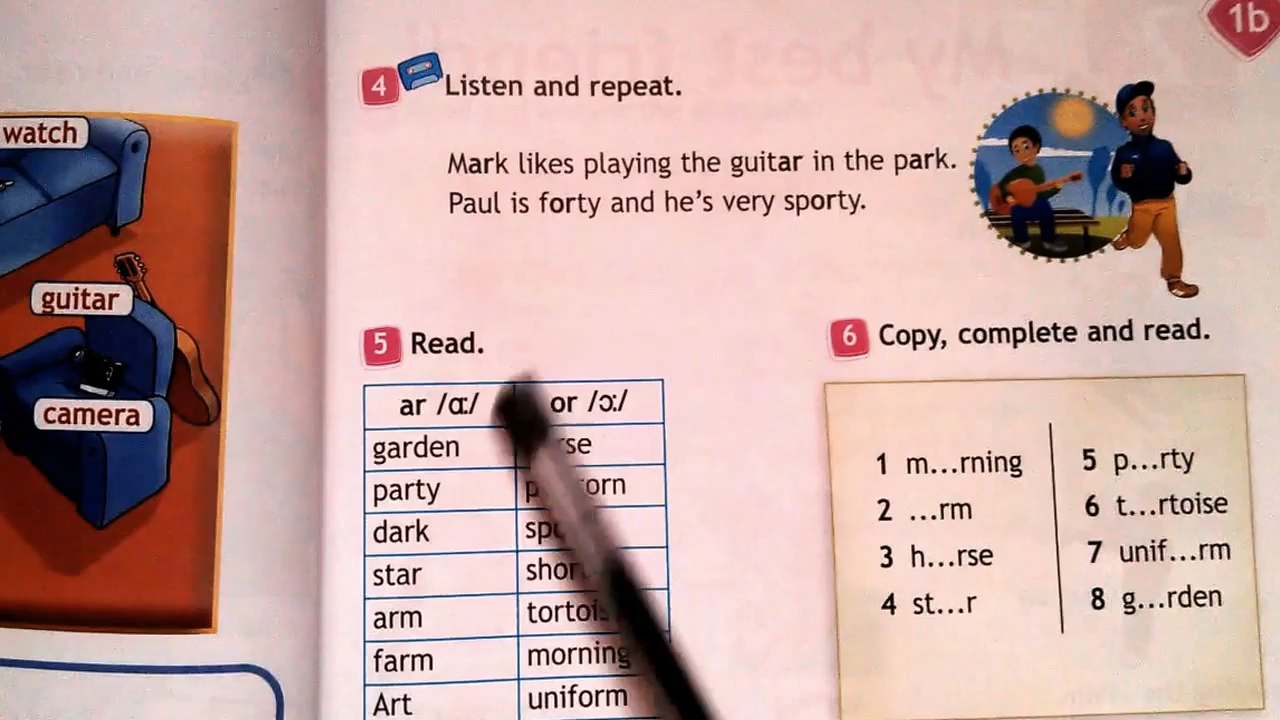 1b
watch
guitar
camera
4 Listen and repeat.
Mark likes playing the guitar in the park.
Paul is forty and he's very sporty.
5 Read.
ar /ɑ:/ or /ɔ:/
garden
party
dark
star
arm
farm morning
Art uniform
6 Copy, complete and read.
1 m...rning
2 ...rm
3 h...rse
4 st...r
5 p...rty
6 t...rtoise
7 unif...rm
8 g...rden